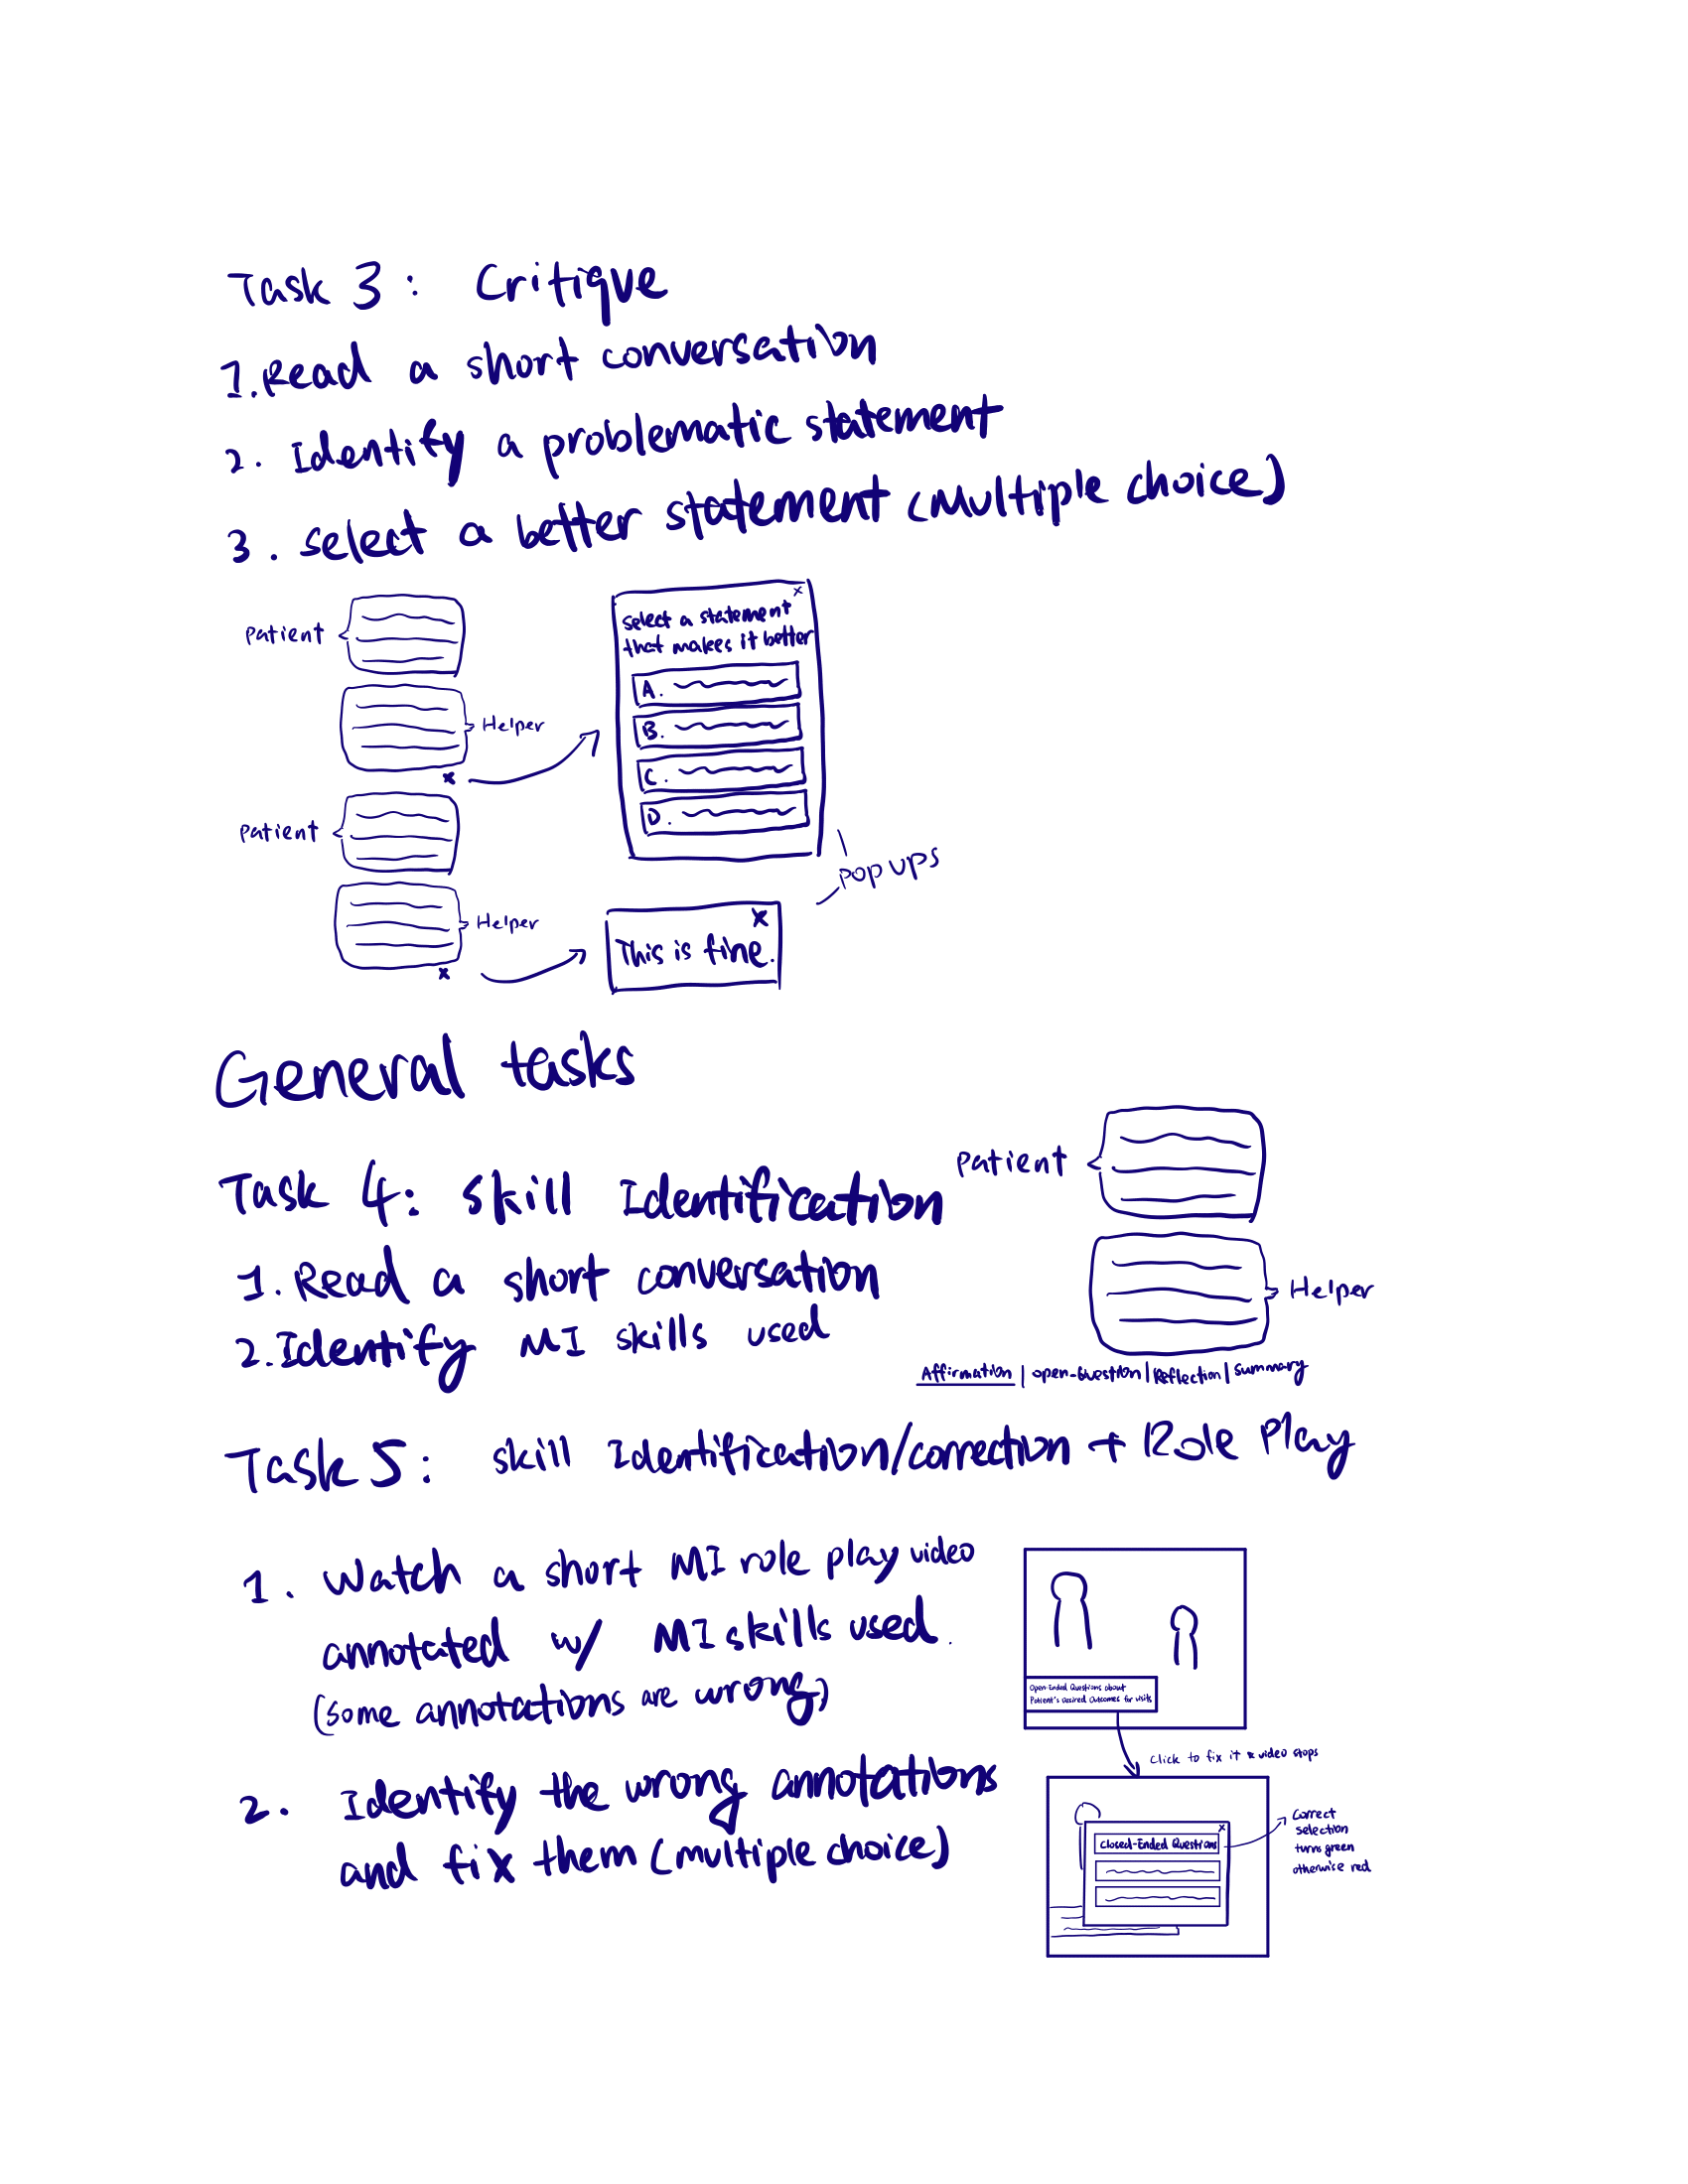 Task 3: Critique
1. Read a short conversation
2. Identify a problematic statement
3. select a better statement (Multiple choice)
Patient
Helper
x
Patient
Helper
x
x
select a statement
that makes it better
A.
B.
C.
D.
Pop ups
x
This is fine.
General tasks
Task 4: Skill Identification
1. Read a short conversation
2. Identify MI skills used
Patient
Helper
Affirmation | open-Question | Reflection | Summary
Task 5: skill Identification/correction + Role Play
1. Watch a short MI role play video
annotated w/ MI skills used.
(some annotations are wrong)
2. Identify the wrong annotations
and fix them (multiple choice)
Open-Ended Questions about
Patient's desired Outcomes for visits
Click to fix it & video stops
x
Closed-Ended Questions
Correct
selection
turns green
otherwise red